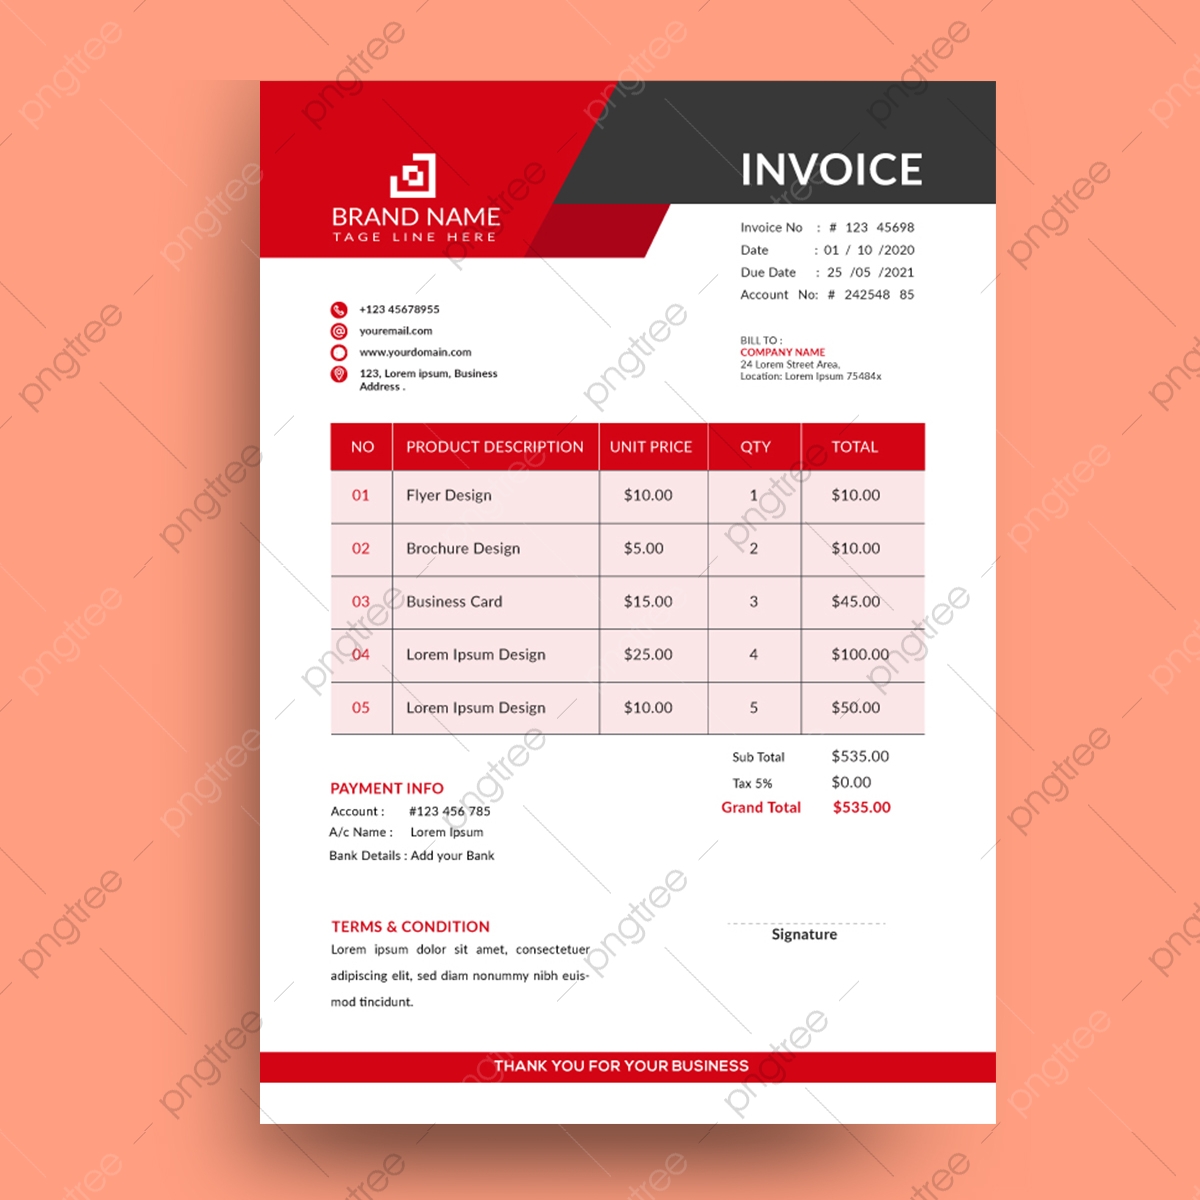 INVOICE
BRAND NAME
TAGE LINE HERE
Invoice No : # 123 45698
Date : 01 / 10 /2020
Due Date : 25 /05 /2021
Account No: # 242548 85
+123 45678955
youremail.com
www.yourdomain.com
123, Lorem ipsum, Business
Address .
BILL TO :
COMPANY NAME
24 Lorem Street Area,
Location: Lorem Ipsum 75484x
NO PRODUCT DESCRIPTION UNIT PRICE QTY TOTAL
01 Flyer Design $10.00 1 $10.00
02 Brochure Design $5.00 2 $10.00
03 Business Card $15.00 3 $45.00
04 Lorem Ipsum Design $25.00 4 $100.00
05 Lorem Ipsum Design $10.00 5 $50.00
Sub Total $535.00
Tax 5% $0.00
Grand Total $535.00
PAYMENT INFO
Account : #123 456 785
A/c Name : Lorem Ipsum
Bank Details : Add your Bank
TERMS & CONDITION
Lorem ipsum dolor sit amet, consectetuer
adipiscing elit, sed diam nonummy nibh euis-
mod tincidunt.
Signature
THANK YOU FOR YOUR BUSINESS
pngtree